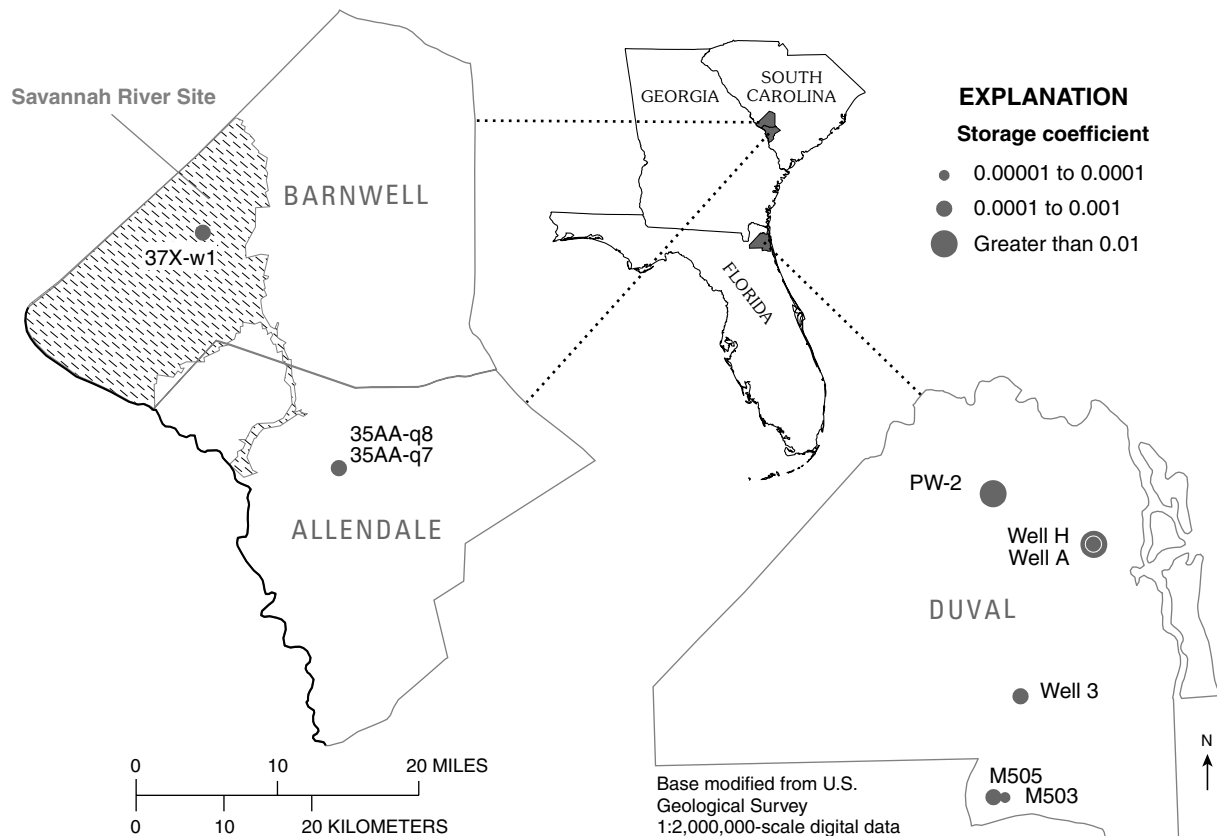 Savannah River Site
BARNWELL
37X-w1
35AA-q8
35AA-q7
ALLENDALE
0 10 20 MILES
0 10 20 KILOMETERS
GEORGIA
SOUTH
CAROLINA
FLORIDA
EXPLANATION
Storage coefficient
0.00001 to 0.0001
0.0001 to 0.001
Greater than 0.01
PW-2
Well H
Well A
DUVAL
Well 3
M505
M503
N
Base modified from U.S.
Geological Survey
1:2,000,000-scale digital data